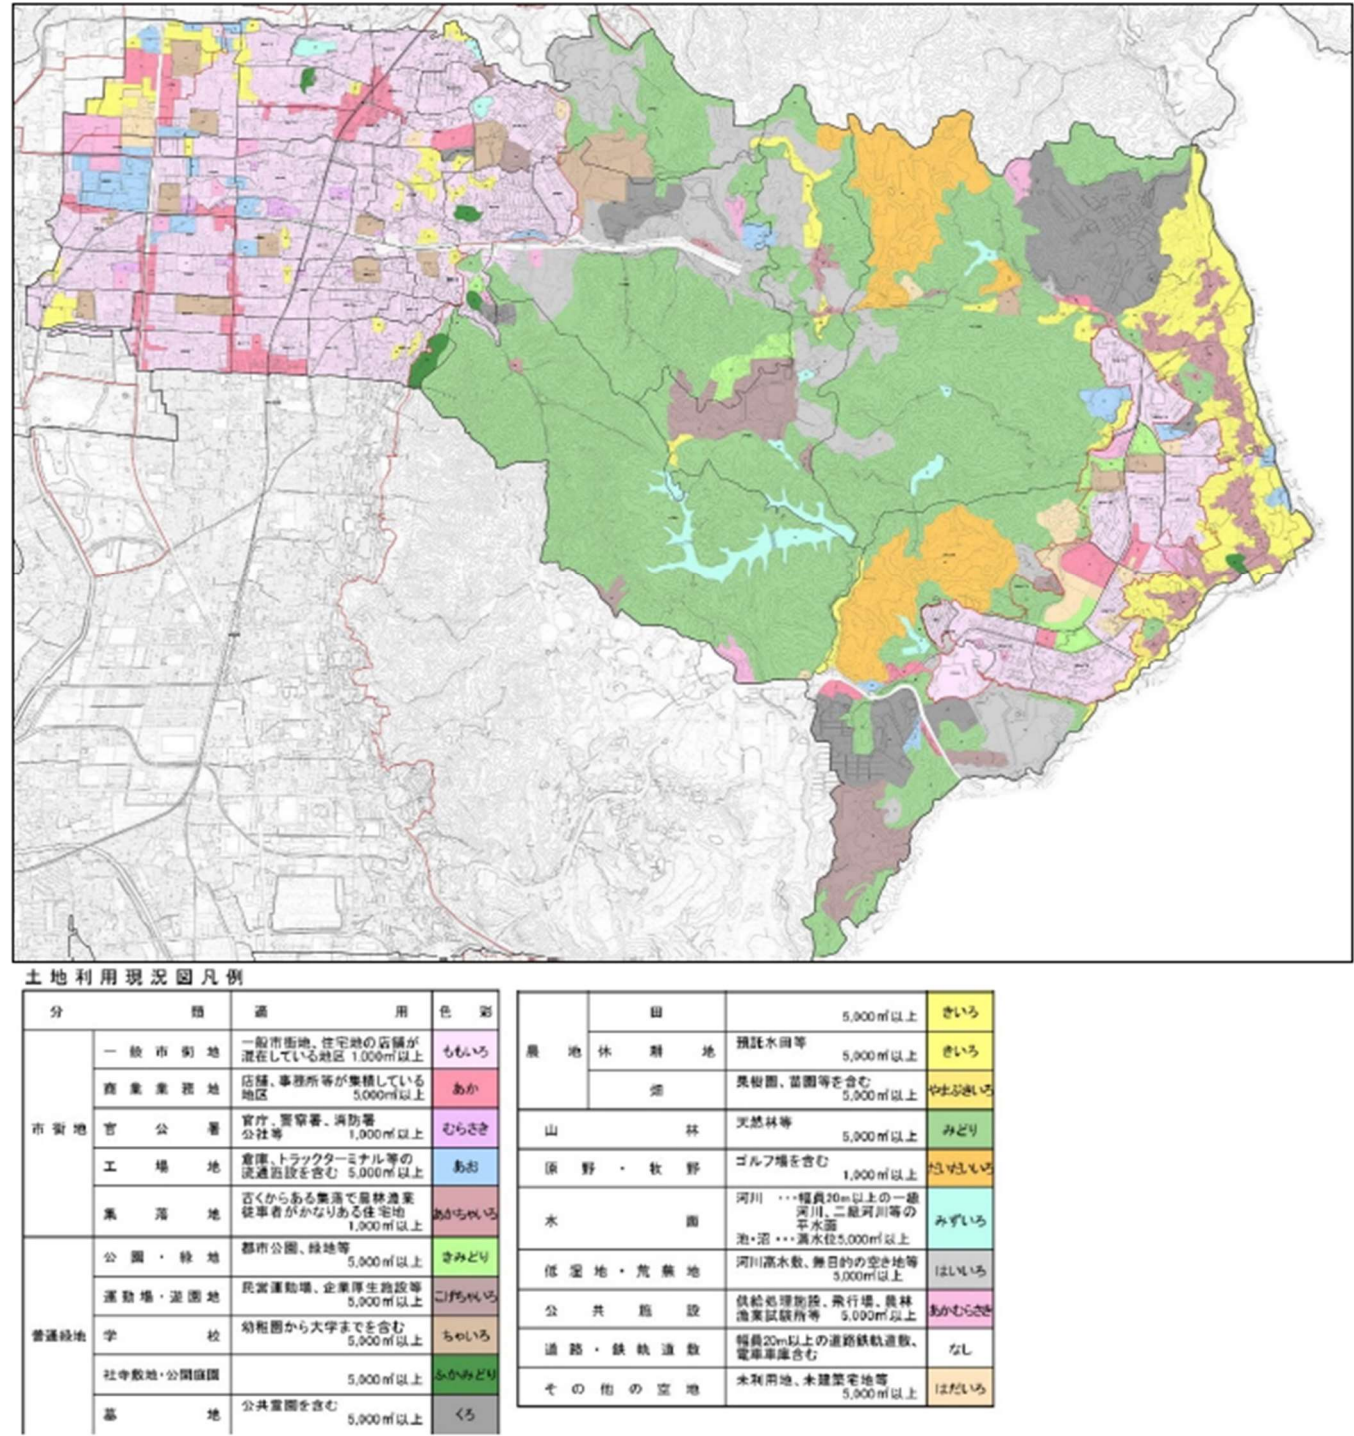 土地利用現況図凡例
分類 適用 色彩
市街地
一般市街地 一般市街地、住宅地の店舗が
混在している地区 1,000㎡以上 ももいろ
商業業務地 店舗、事務所等が集積している
地区 5,000㎡以上 あか
官公署 官庁、警察署、消防署
公社等 1,000㎡以上 むらさき
工場地 倉庫、トラックターミナル等の
流通施設を含む 5,000㎡以上 あお
集落地 古くからある集落で農林漁業
従事者がかなりある住宅地
1,000㎡以上 あかちゃいろ
普通緑地
公園・緑地 都市公園、緑地等
5,000㎡以上 きみどり
運動場・遊園地 民営運動場、企業厚生施設等
5,000㎡以上 こげちゃいろ
学校 幼稚園から大学までを含む
5,000㎡以上 ちゃいろ
社寺敷地・公開庭園 5,000㎡以上 ふかみどり
墓地 公共霊園を含む
5,000㎡以上 くろ
農地
田 5,000㎡以上 きいろ
休耕地 預託水田等
5,000㎡以上 きいろ
畑 果樹園、苗園等を含む
5,000㎡以上 やまぶきいろ
山林 天然林等
5,000㎡以上 みどり
原野・牧野 ゴルフ場を含む
1,000㎡以上 だいだいいろ
水面 河川 ・・・幅員20m以上の一級
河川、二級河川等の
平水面
池・沼・・・満水位5,000㎡以上 みずいろ
低湿地・荒蕪地 河川高水敷、無目的の空き地等
5,000㎡以上 はいいろ
公共施設 供給処理施設、飛行場、農林
漁業試験所等 5,000㎡以上 あかむらさき
道路・鉄軌道敷 幅員20m以上の道路鉄軌道敷、
電車車庫含む なし
その他の空地 未利用地、未建築宅地等
5,000㎡以上 はだいろ